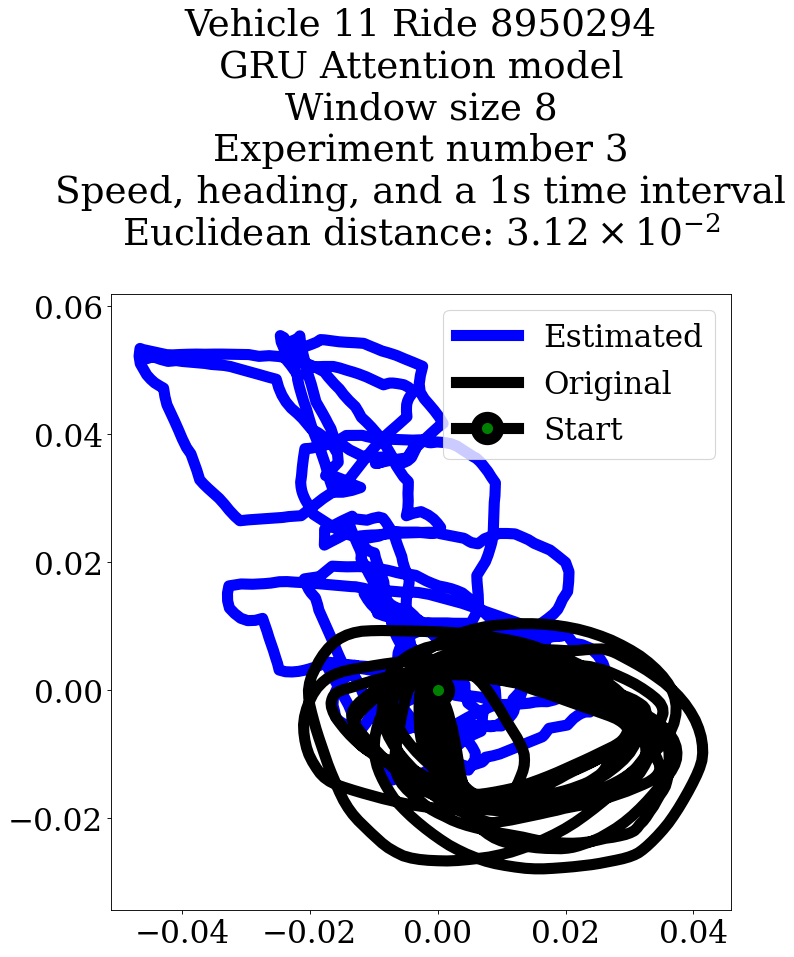 Vehicle 11 Ride 8950294
GRU Attention model
Window size 8
Experiment number 3
Speed, heading, and a 1s time interval
Euclidean distance: 3.12 × 10⁻²
0.06
0.04
0.02
0.00
−0.02
Estimated
Original
Start
−0.04
−0.02
0.00
0.02
0.04